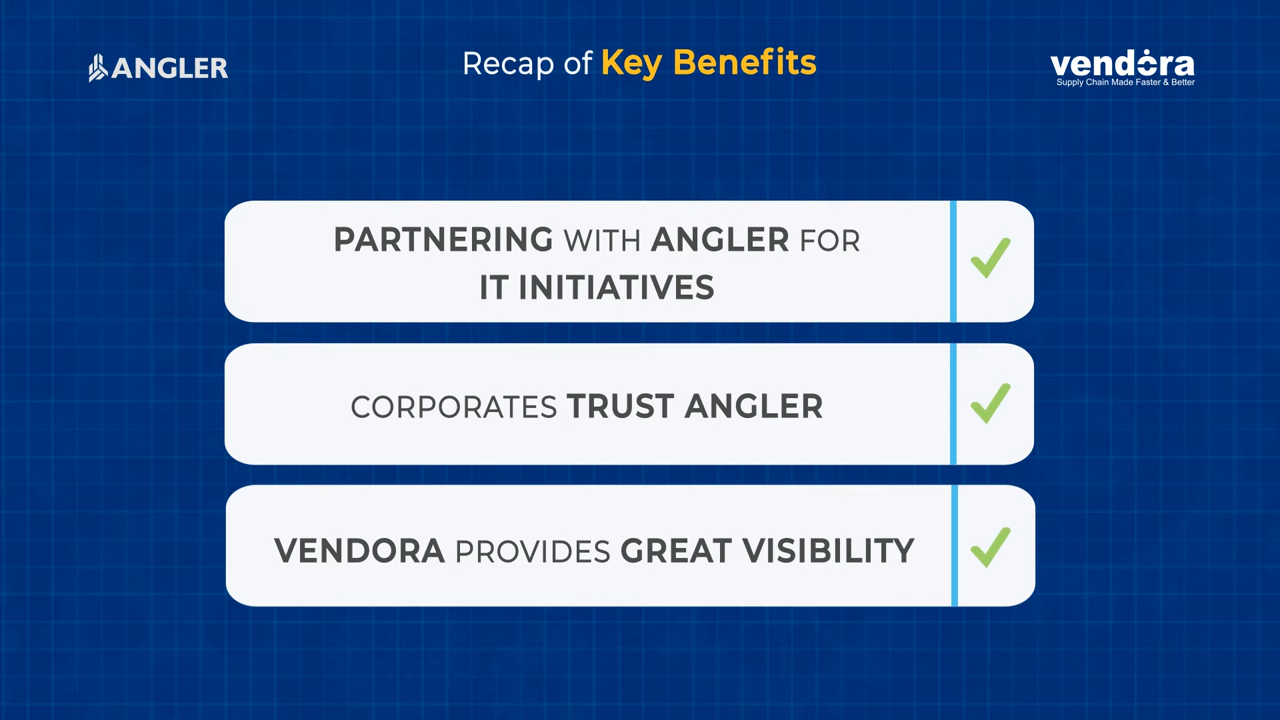 ANGLER
Recap of Key Benefits
vendora
Supply Chain Made Faster & Better
PARTNERING WITH ANGLER FOR
IT INITIATIVES
CORPORATES TRUST ANGLER
VENDORA PROVIDES GREAT VISIBILITY